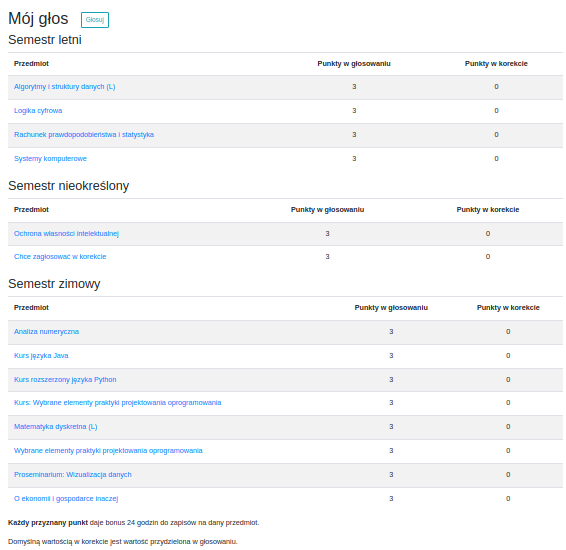 Mój głos Głosuj
Semestr letni
Przedmiot Punkty w głosowaniu Punkty w korekcie
Algorytmy i struktury danych (L) 3 0
Logika cyfrowa 3 0
Rachunek prawdopodobieństwa i statystyka 3 0
Systemy komputerowe 3 0
Semestr nieokreślony
Przedmiot Punkty w głosowaniu Punkty w korekcie
Ochrona własności intelektualnej 3 0
Chce zagłosować w korekcie 3 0
Semestr zimowy
Przedmiot Punkty w głosowaniu Punkty w korekcie
Analiza numeryczna 3 0
Kurs języka Java 3 0
Kurs rozszerzony języka Python 3 0
Kurs: Wybrane elementy praktyki projektowania oprogramowania 3 0
Matematyka dyskretna (L) 3 0
Wybrane elementy praktyki projektowania oprogramowania 3 0
Proseminarium: Wizualizacja danych 3 0
O ekonomii i gospodarce inaczej 3 0
Każdy przyznany punkt daje bonus 24 godzin do zapisów na dany przedmiot.
Domyślną wartością w korekcie jest wartość przydzielona w głosowaniu.